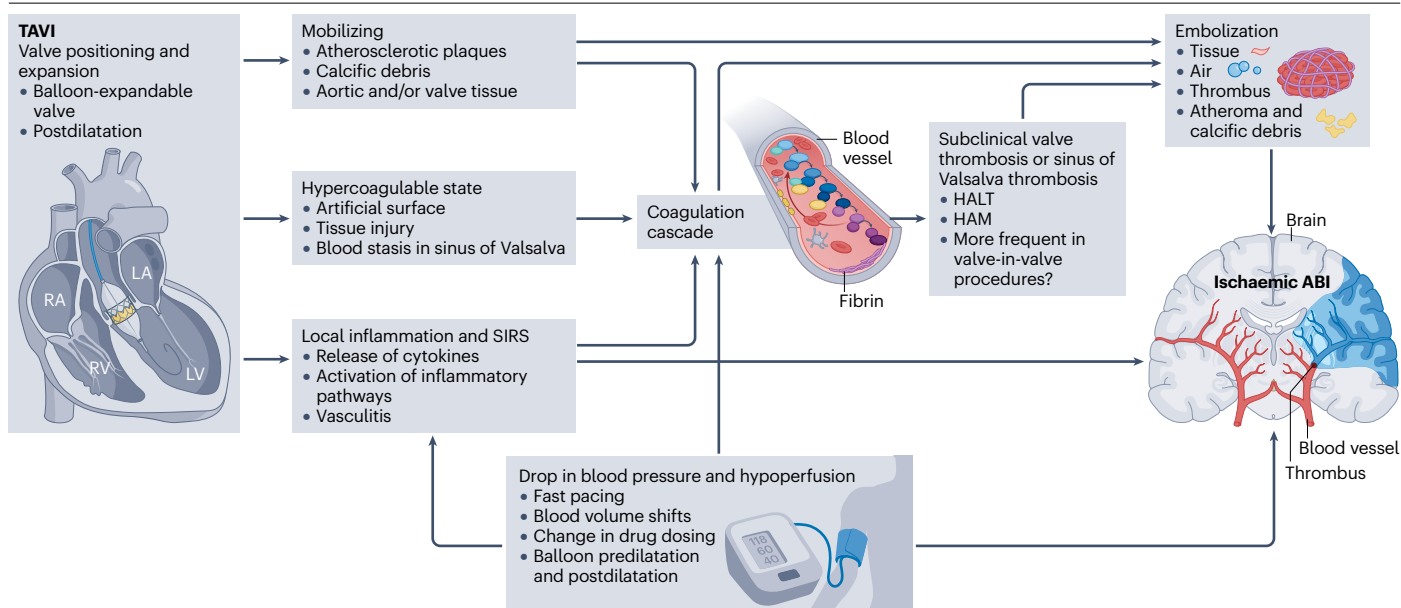 TAVI
Valve positioning and
expansion
• Balloon-expandable
valve
• Postdilatation
RA
LA
RV
LV
Mobilizing
• Atherosclerotic plaques
• Calcific debris
• Aortic and/or valve tissue
Hypercoagulable state
• Artificial surface
• Tissue injury
• Blood stasis in sinus of Valsalva
Local inflammation and SIRS
• Release of cytokines
• Activation of inflammatory
pathways
• Vasculitis
Coagulation
cascade
Blood
vessel
Fibrin
Drop in blood pressure and hypoperfusion
• Fast pacing
• Blood volume shifts
• Change in drug dosing
• Balloon predilatation
and postdilatation
118
60
40
Subclinical valve
thrombosis or sinus of
Valsalva thrombosis
• HALT
• HAM
• More frequent in
valve-in-valve
procedures?
Embolization
• Tissue
• Air
• Thrombus
• Atheroma and
calcific debris
Brain
Ischaemic ABI
Blood vessel
Thrombus